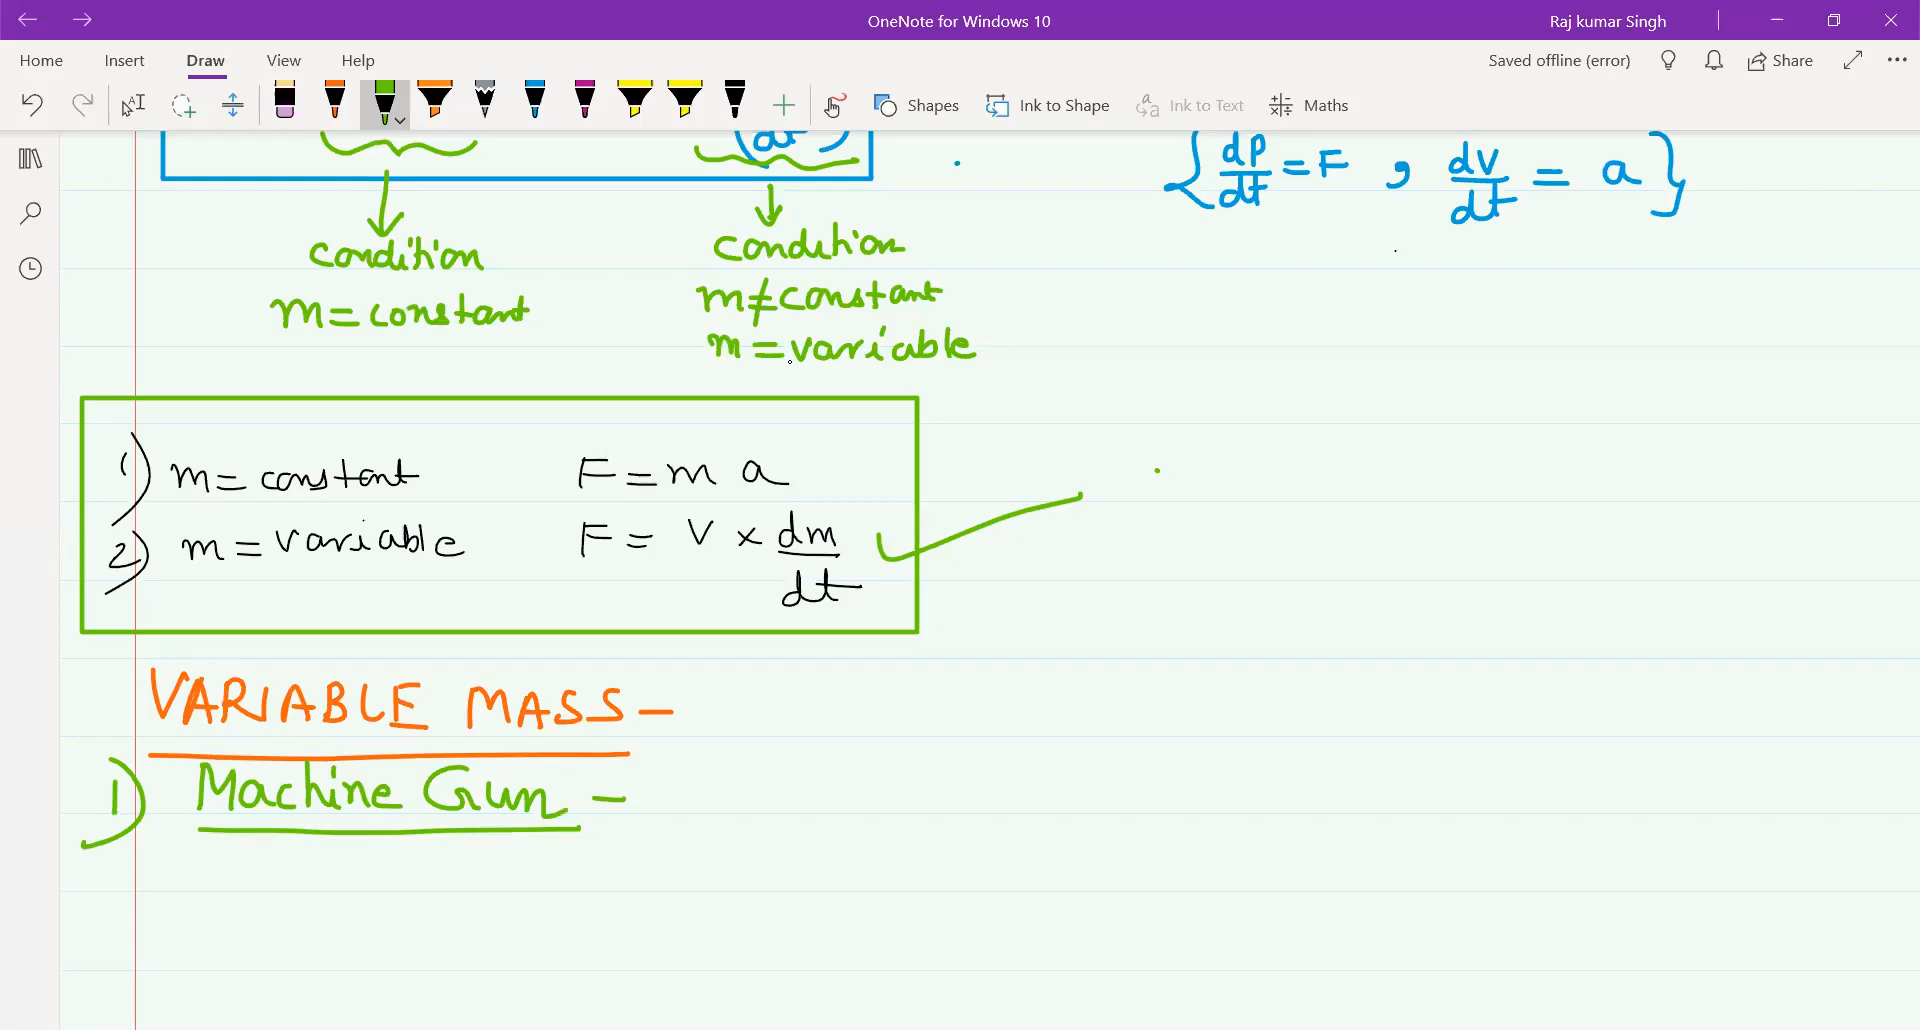 OneNote for Windows 10
Raj kumar Singh
Home Insert Draw View Help
Saved offline (error) Share
Shapes Ink to Shape Ink to Text Maths
{dP/dt = F , dv/dt = a}
condition
m = constant
condition
m ≠ constant
m = variable
1) m = constant F = m a
2) m = variable F = V × dm/dt
VARIABLE MASS –
1) Machine Gun –